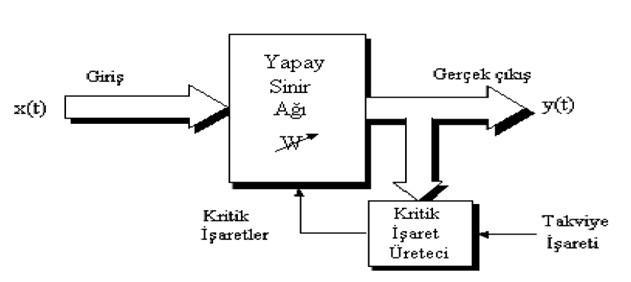 Giriş
x(t)
Yapay
Sinir
Ağı
W
Gerçek çıkış
y(t)
Kritik
İşaretler
Kritik
İşaret
Üreteci
Takviye
İşareti